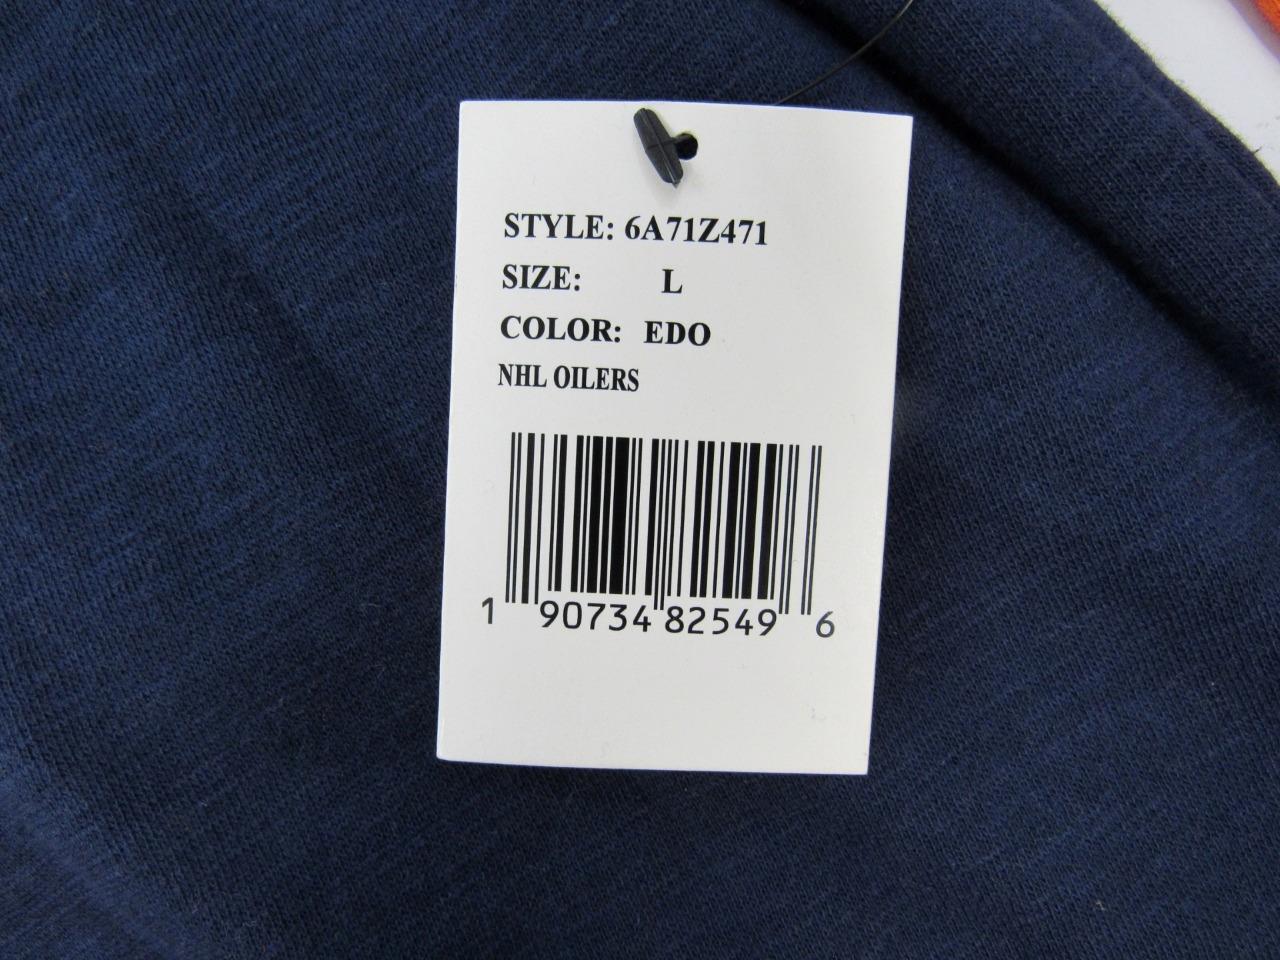 STYLE: 6A71Z471
SIZE: L
COLOR: EDO
NHL OILERS
1 90734 82549 6